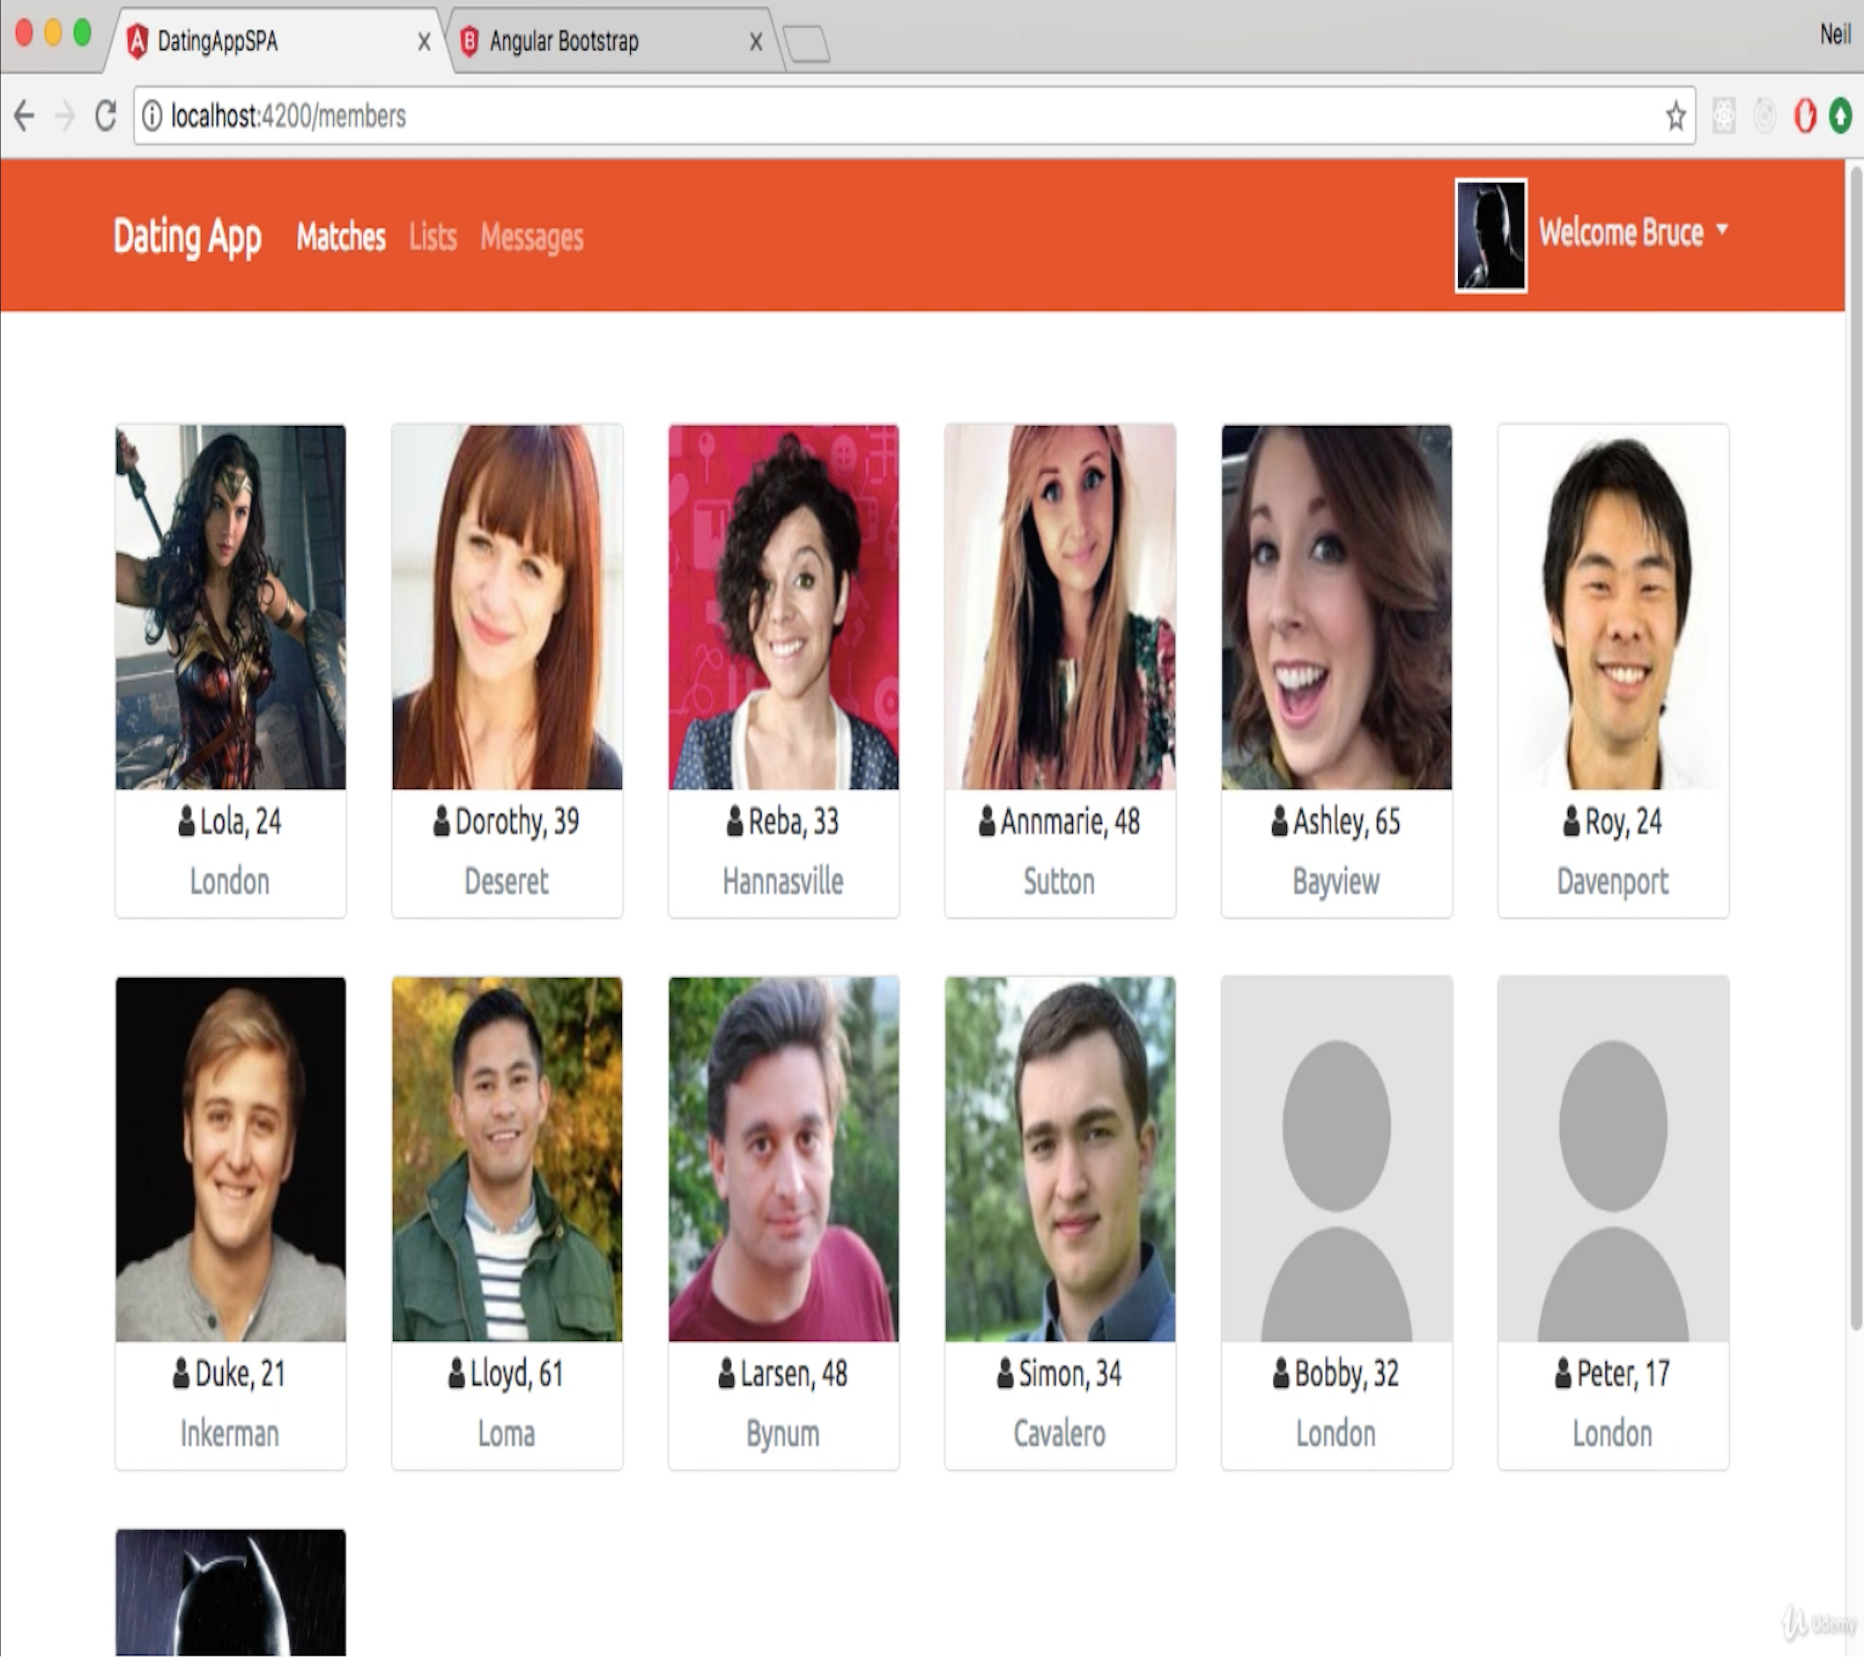 DatingAppSPA
Angular Bootstrap
Neil
localhost:4200/members
Dating App Matches Lists Messages Welcome Bruce
Lola, 24
London
Dorothy, 39
Deseret
Reba, 33
Hannasville
Annmarie, 48
Sutton
Ashley, 65
Bayview
Roy, 24
Davenport
Duke, 21
Inkerman
Lloyd, 61
Loma
Larsen, 48
Bynum
Simon, 34
Cavalero
Bobby, 32
London
Peter, 17
London
Udemy